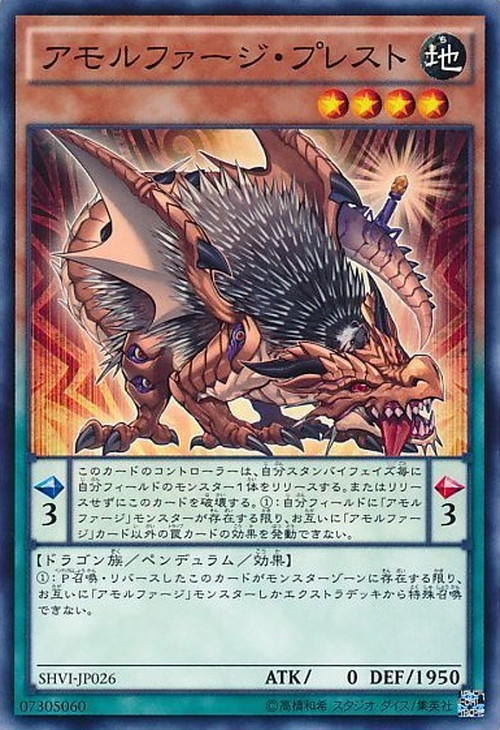 アモルファージ・プレスト
ち
地
このカードのコントローラーは、自分スタンバイフェイズ毎に
自分フィールドのモンスター1体をリリースする。またはリリー
スせずにこのカードを破壊する。①:自分フィールドに「アモル
ファージ」モンスターが存在する限り、お互いに「アモルファー
ジ」カード以外の罠カードの効果を発動できない。
3
3
【ドラゴン族/ペンデュラム/効果】
①:P召喚・リバースしたこのカードがモンスターゾーンに存在する限り、
お互いに「アモルファージ」モンスターしかエクストラデッキから特殊召喚
できない。
SHVI-JP026
ATK/ 0 DEF/1950
07305060
©高橋和希 スタジオ・ダイス/集英社